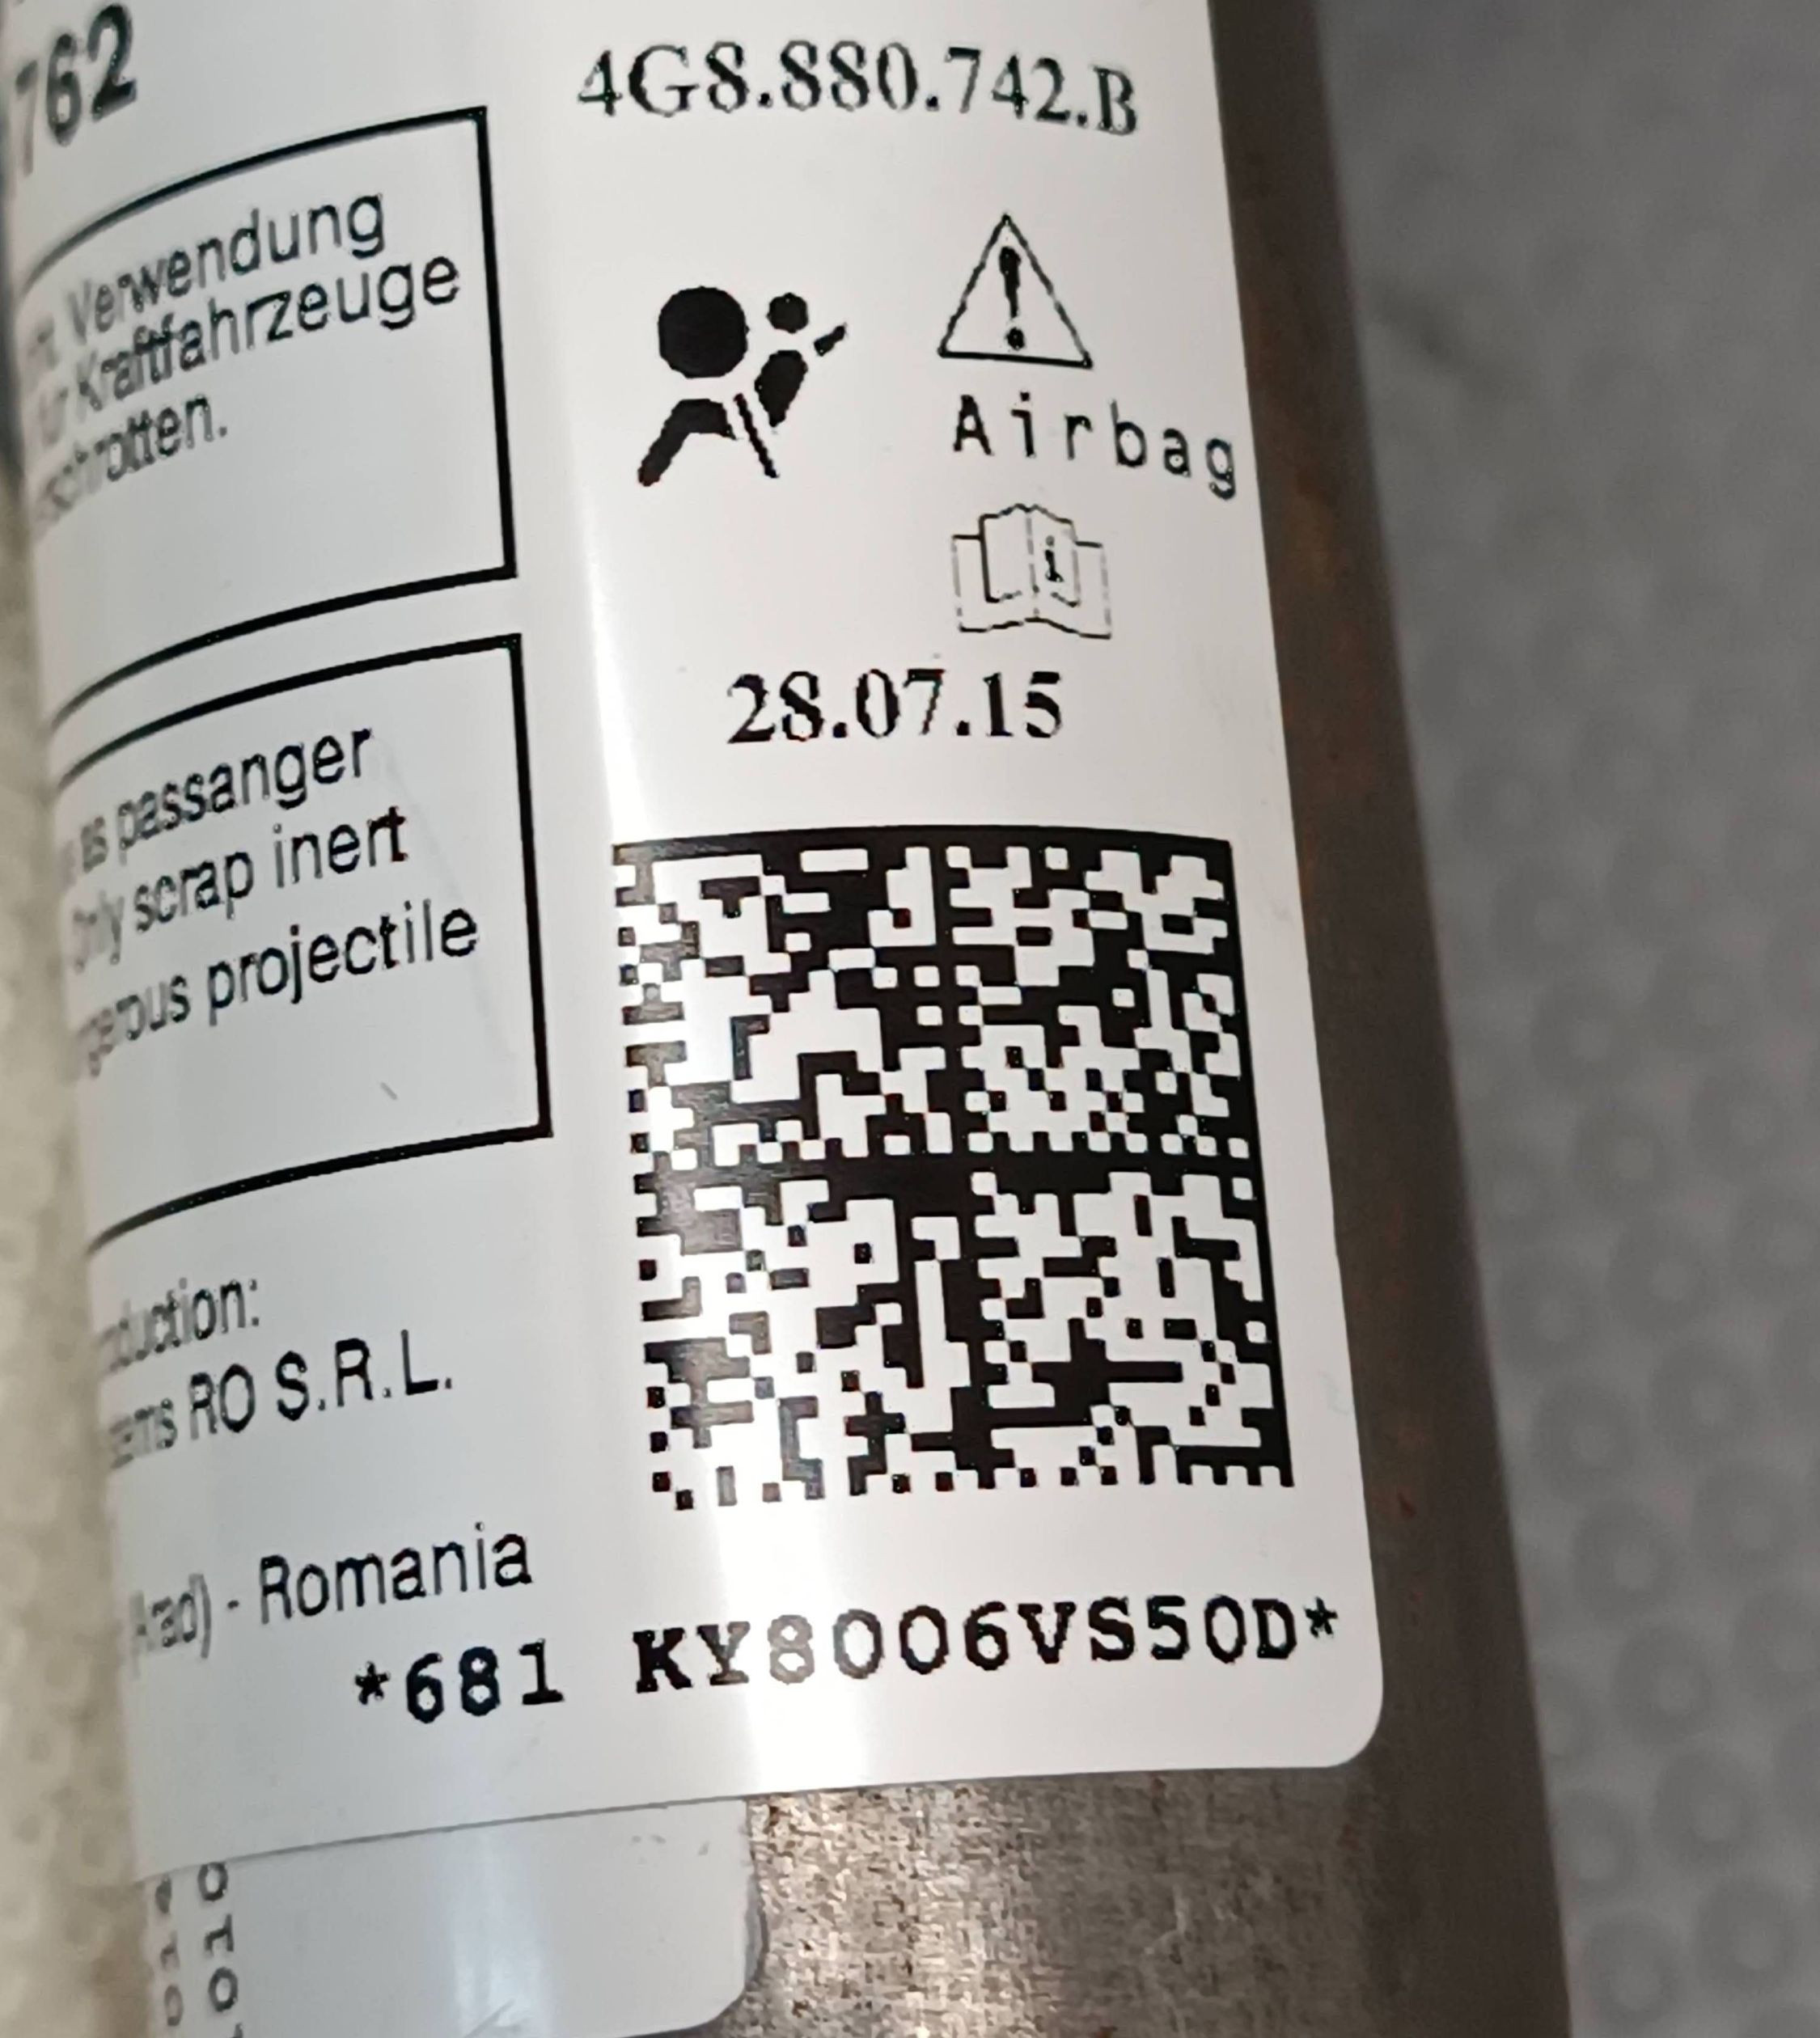 762
4G8.880.742.B
Verwendung
für Kraftfahrzeuge
schrotten.
Airbag
i
28.07.15
as passanger
Only scrap inert
projectile
RO S.R.L.
- Romania
*681 KY8006VS50D*